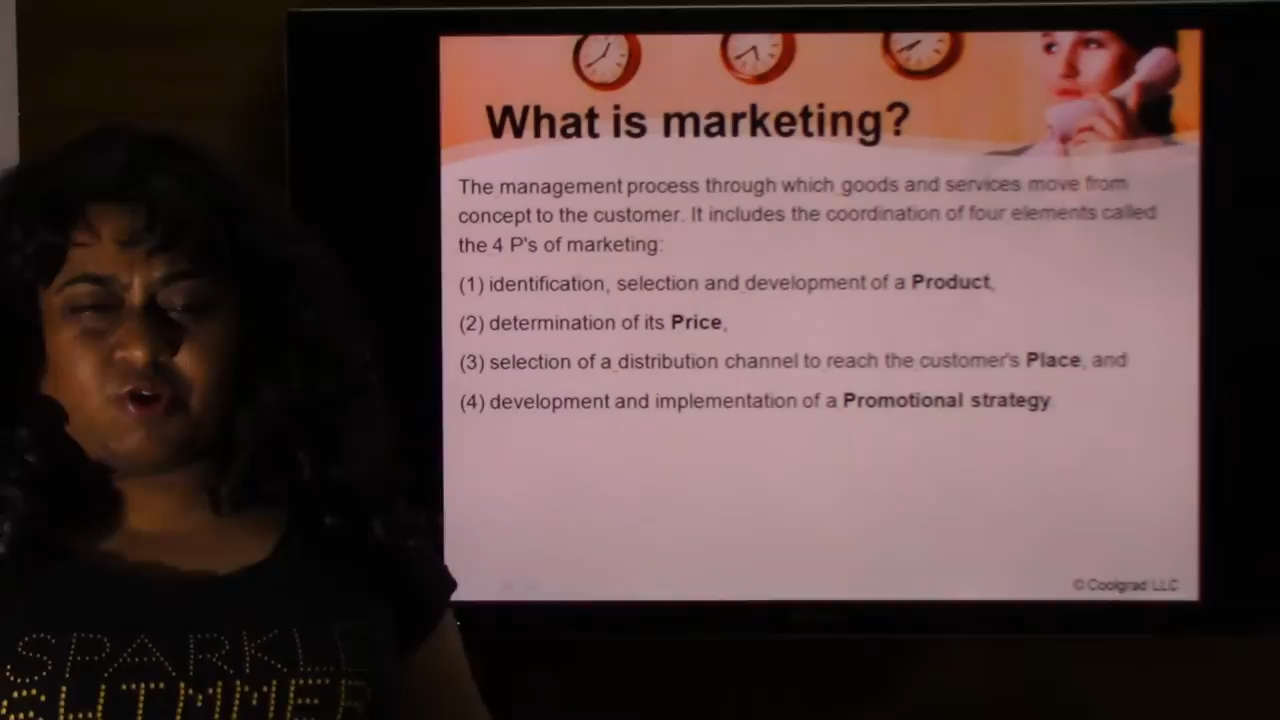 What is marketing?
The management process through which goods and services move from
concept to the customer. It includes the coordination of four elements called
the 4 P's of marketing:
(1) identification, selection and development of a Product,
(2) determination of its Price,
(3) selection of a distribution channel to reach the customer's Place, and
(4) development and implementation of a Promotional strategy
© Coolgrad LLC
SPARKLE
SHIMMER